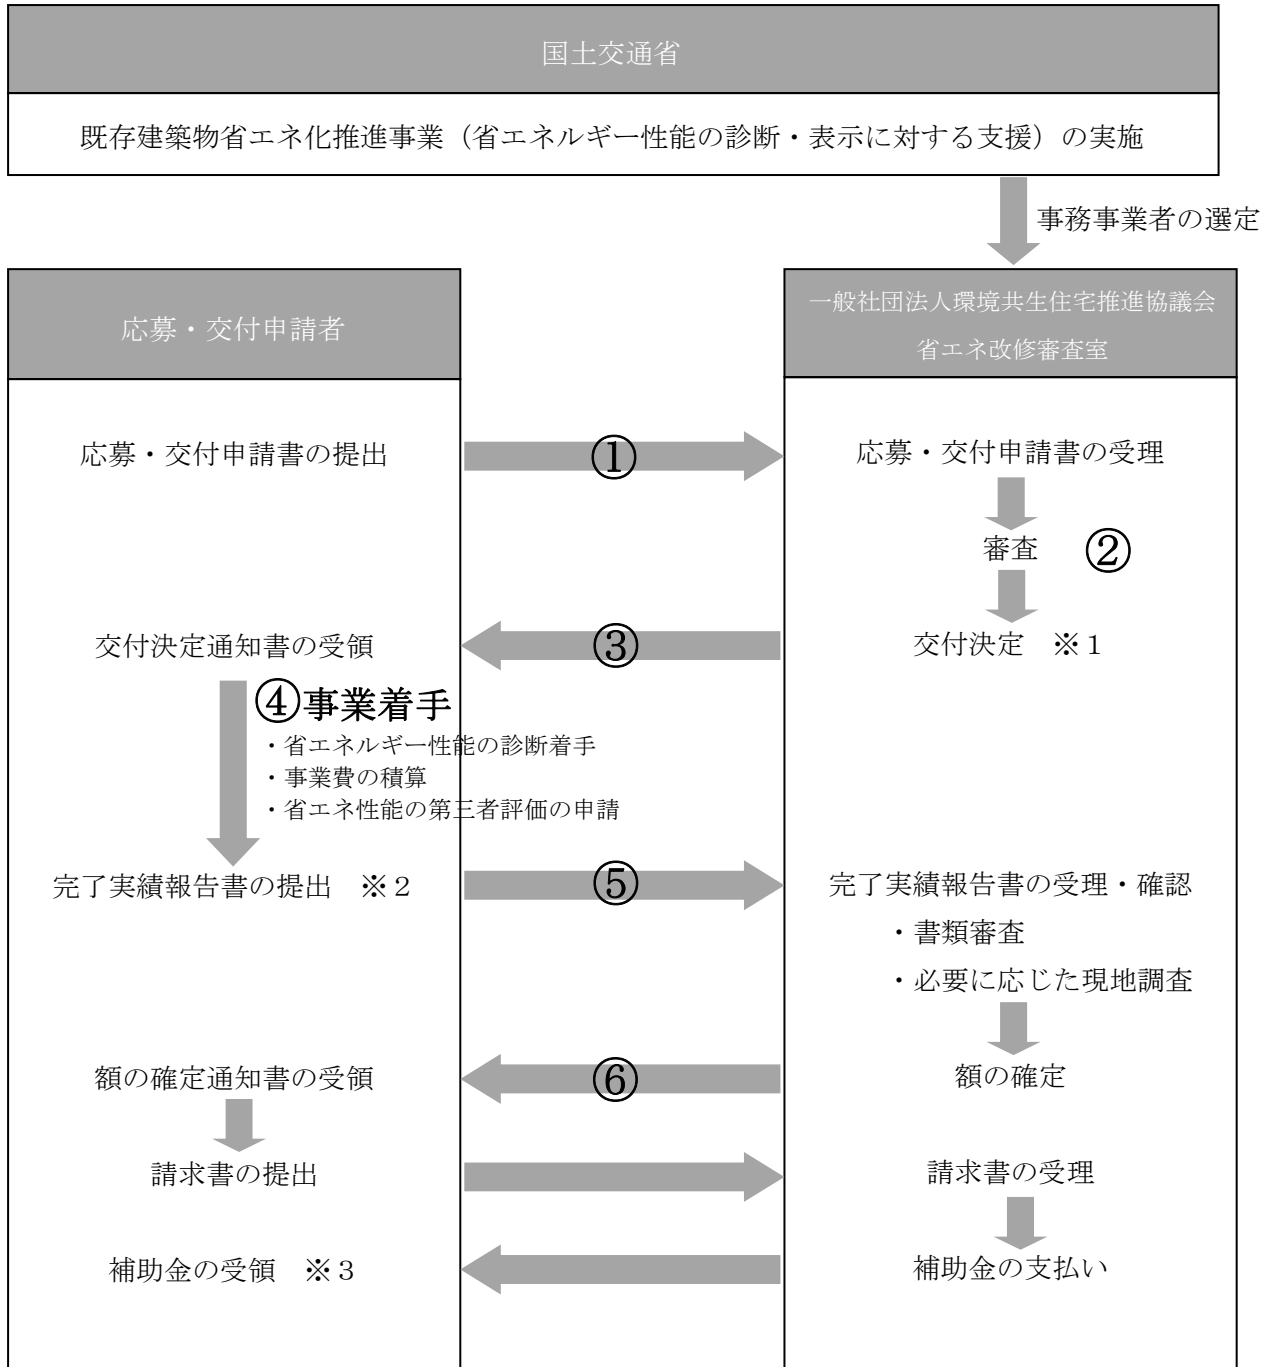 国土交通省
既存建築物省エネ化推進事業（省エネルギー性能の診断・表示に対する支援）の実施
事務事業者の選定
応募・交付申請者
一般社団法人環境共生住宅推進協議会
省エネ改修審査室
応募・交付申請書の提出
①
応募・交付申請書の受理
審査
②
交付決定通知書の受領
③
交付決定　※１
④事業着手
・省エネルギー性能の診断着手
・事業費の積算
・省エネ性能の第三者評価の申請
完了実績報告書の提出　※２
⑤
完了実績報告書の受理・確認
・書類審査
・必要に応じた現地調査
額の確定通知書の受領
⑥
額の確定
請求書の提出
請求書の受理
補助金の受領　※３
補助金の支払い